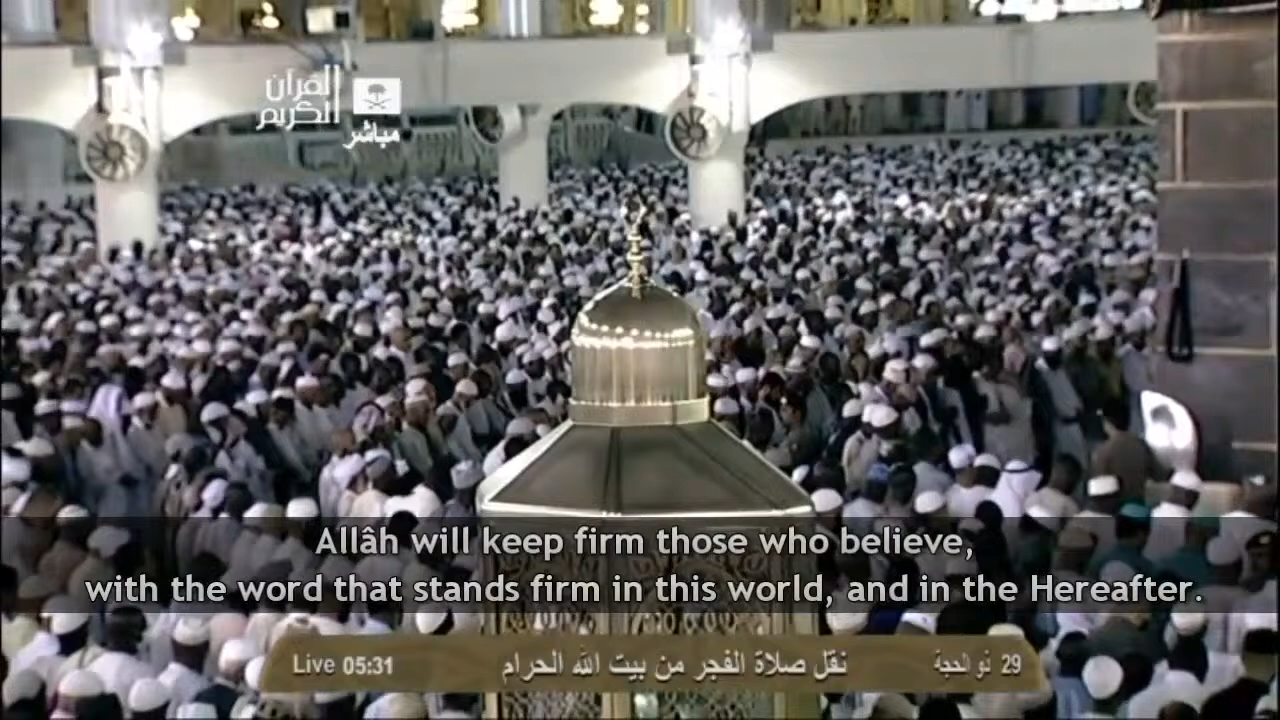 القرآن
الكريم
مباشر
Allâh will keep firm those who believe,
with the word that stands firm in this world, and in the Hereafter.
Live 05:31
نقل صلاة الفجر من بيت الله الحرام
29 ذو الحجة